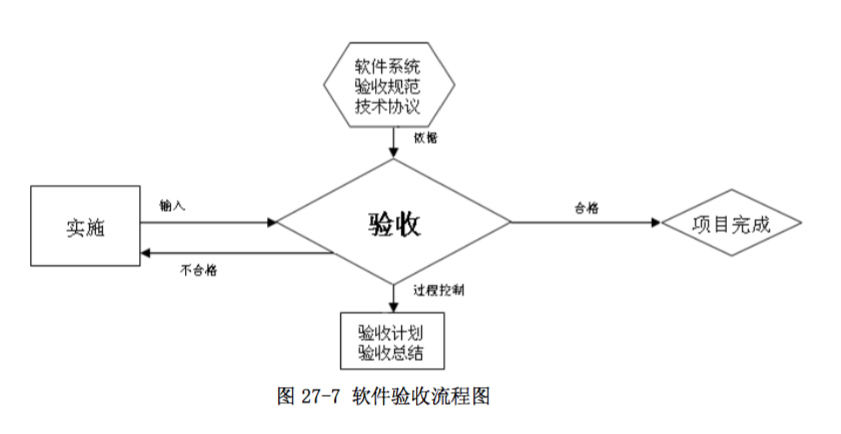 软件系统
验收规范
技术协议
依据
输入
实施
验收
合格
项目完成
不合格
过程控制
验收计划
验收总结
图 27-7 软件验收流程图